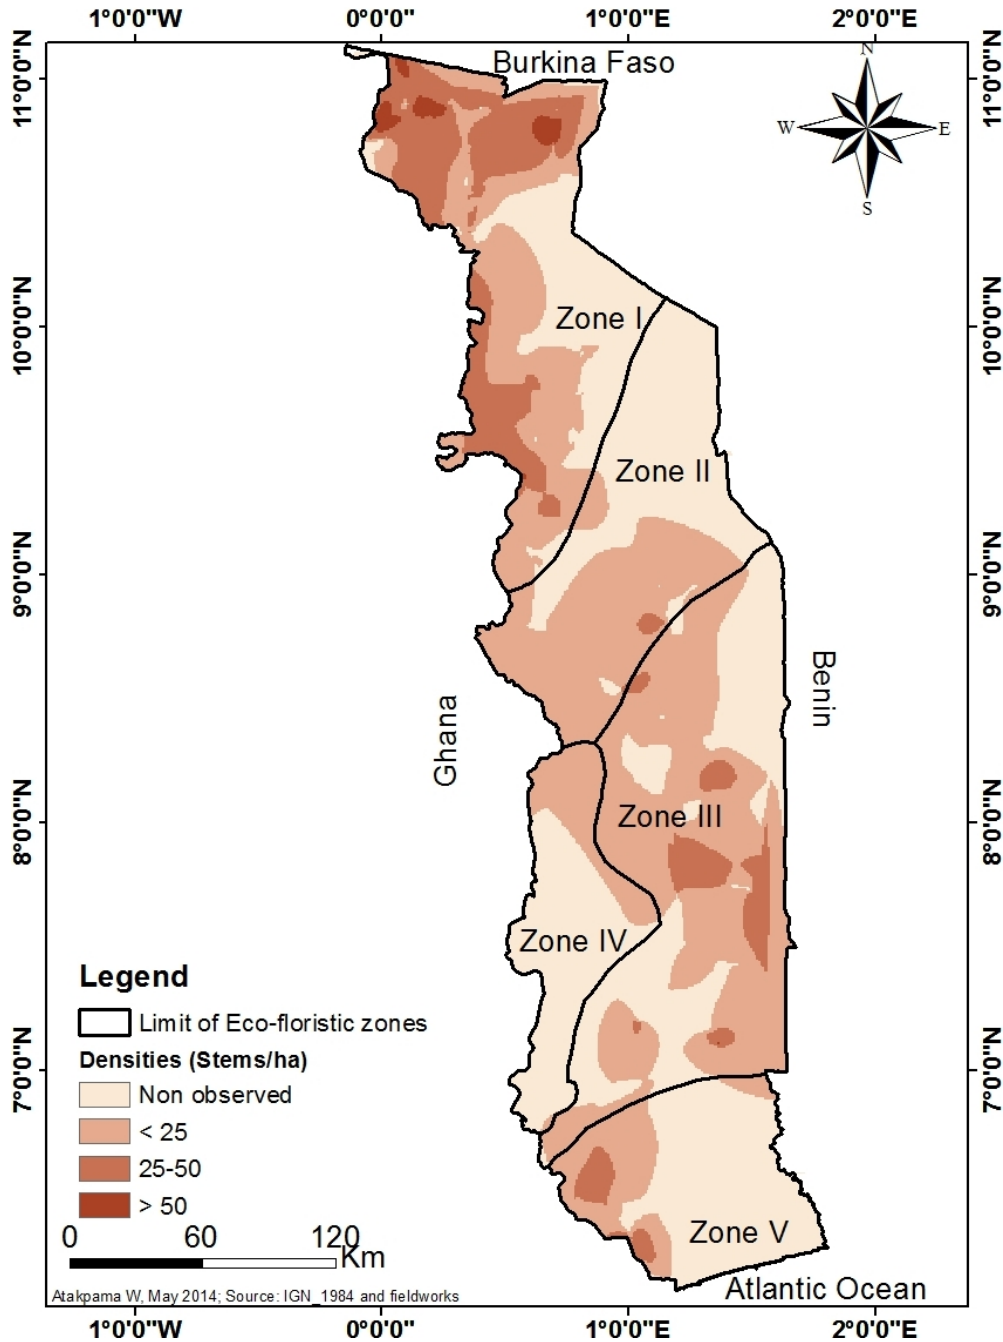 1°0'0"W 0°0'0" 1°0'0"E 2°0'0"E
11°0'0"N
11°0'0"N
Burkina Faso
N
W
E
S
10°0'0"N
10°0'0"N
Zone I
Zone II
9°0'0"N
9°0'0"N
Benin
Ghana
8°0'0"N
8°0'0"N
Zone III
Zone IV
Legend
Limit of Eco-floristic zones
Densities (Stems/ha)
Non observed
< 25
25-50
> 50
7°0'0"N
7°0'0"N
0 60 120
Km
Zone V
Atlantic Ocean
Atakpama W, May 2014; Source: IGN_1984 and fieldworks
1°0'0"W 0°0'0" 1°0'0"E 2°0'0"E